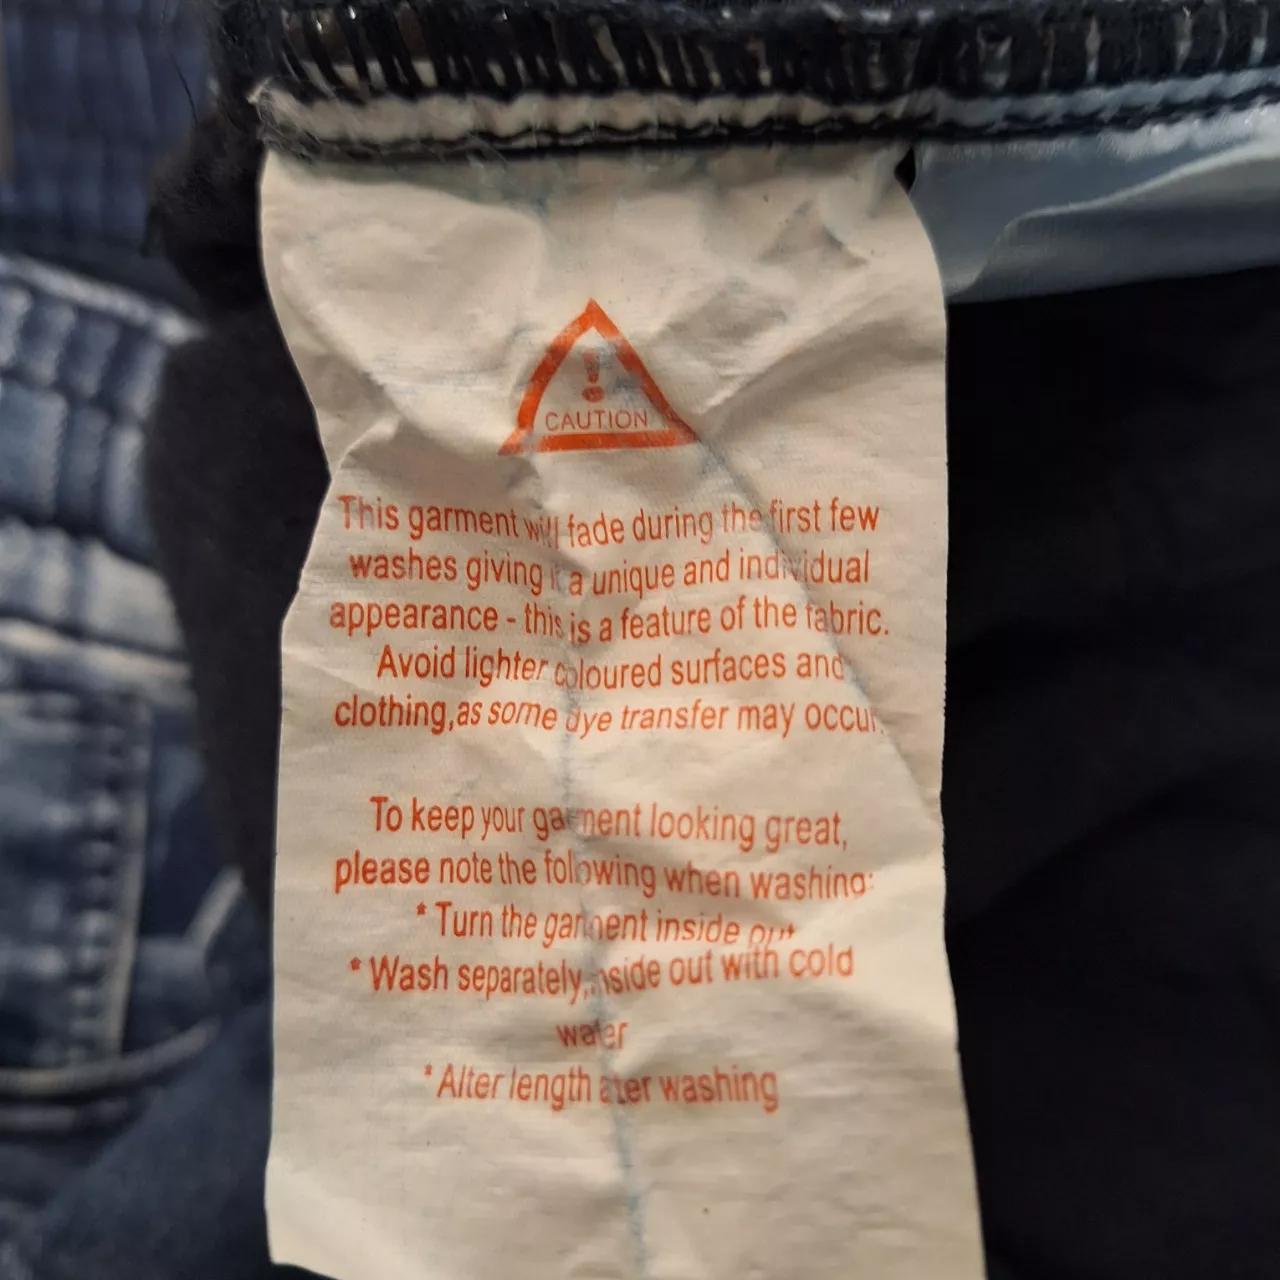 !
CAUTION
This garment will fade during the first few
washes giving it a unique and individual
appearance - this is a feature of the fabric.
Avoid lighter coloured surfaces and
clothing,as some dye transfer may occur.
To keep your garment looking great,
please note the following when washing:
* Turn the garment inside out
* Wash separately, inside out with cold
water
* Alter length after washing